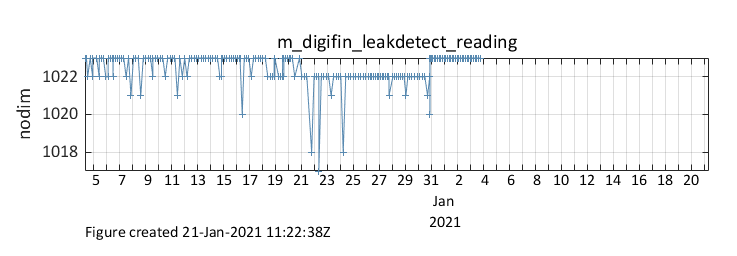 m_digifin_leakdetect_reading
1022
1020
1018
nodim
5 7 9 11 13 15 17 19 21 23 25 27 29 31 2 4 6 8 10 12 14 16 18 20
Jan
2021
Figure created 21-Jan-2021 11:22:38Z